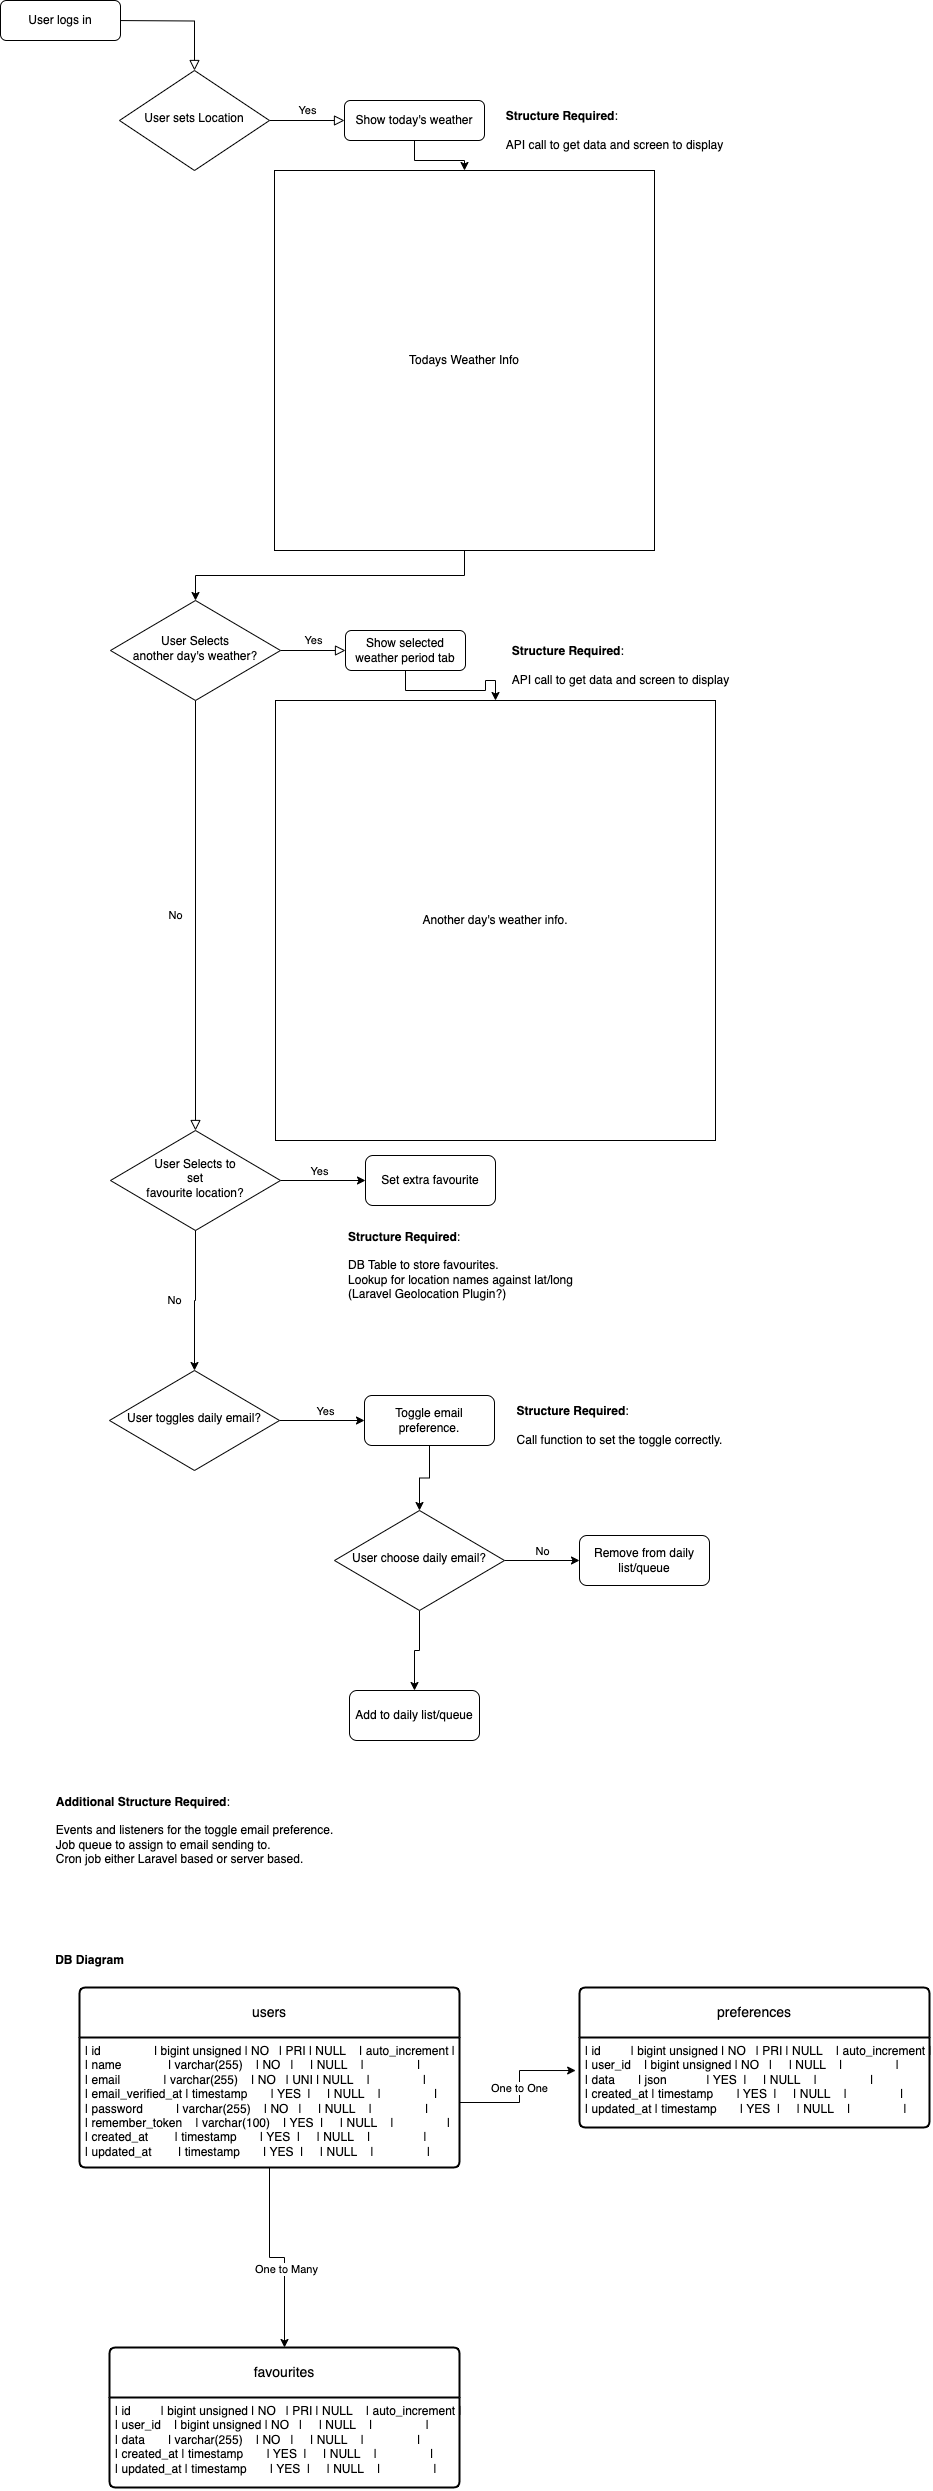 User logs in
User sets Location
Yes
Show today's weather
Structure Required:
API call to get data and screen to display
Todays Weather Info
User Selects
another day's weather?
Yes
Show selected
weather period tab
Structure Required:
API call to get data and screen to display
No
Another day's weather info.
User Selects to
set
favourite location?
Yes
Set extra favourite
Structure Required:
DB Table to store favourites.
Lookup for location names against lat/long
(Laravel Geolocation Plugin?)
No
User toggles daily email?
Yes
Toggle email
preference.
Structure Required:
Call function to set the toggle correctly.
User choose daily email?
No
Remove from daily
list/queue
Add to daily list/queue
Additional Structure Required:
Events and listeners for the toggle email preference.
Job queue to assign to email sending to.
Cron job either Laravel based or server based.
DB Diagram
users
| id | bigint unsigned | NO | PRI | NULL | auto_increment |
| name | varchar(255) | NO | | NULL | |
| email | varchar(255) | NO | UNI | NULL | |
| email_verified_at | timestamp | YES | | NULL | |
| password | varchar(255) | NO | | NULL | |
| remember_token | varchar(100) | YES | | NULL | |
| created_at | timestamp | YES | | NULL | |
| updated_at | timestamp | YES | | NULL | |
One to One
preferences
| id | bigint unsigned | NO | PRI | NULL | auto_increment |
| user_id | bigint unsigned | NO | | NULL | |
| data | json | YES | | NULL | |
| created_at | timestamp | YES | | NULL | |
| updated_at | timestamp | YES | | NULL | |
One to Many
favourites
| id | bigint unsigned | NO | PRI | NULL | auto_increment |
| user_id | bigint unsigned | NO | | NULL | |
| data | varchar(255) | NO | | NULL | |
| created_at | timestamp | YES | | NULL | |
| updated_at | timestamp | YES | | NULL | |